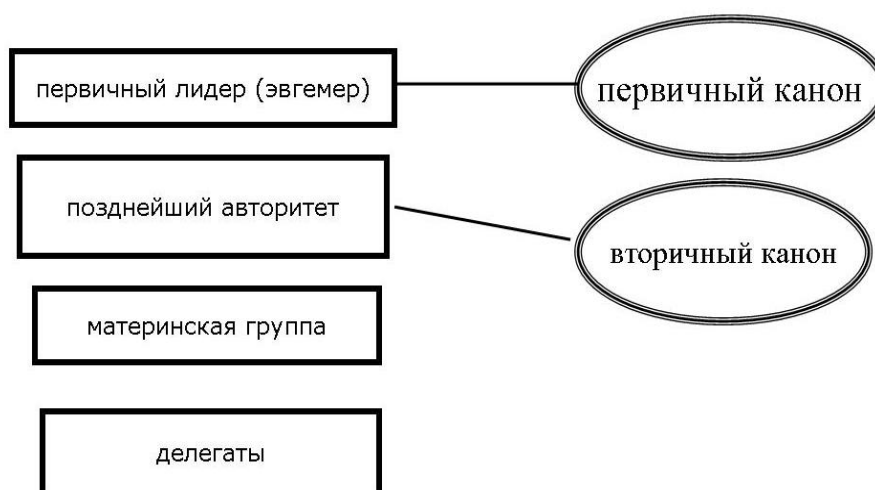 первичный лидер (эвгемер)
первичный канон
позднейший авторитет
вторичный канон
материнская группа
делегаты